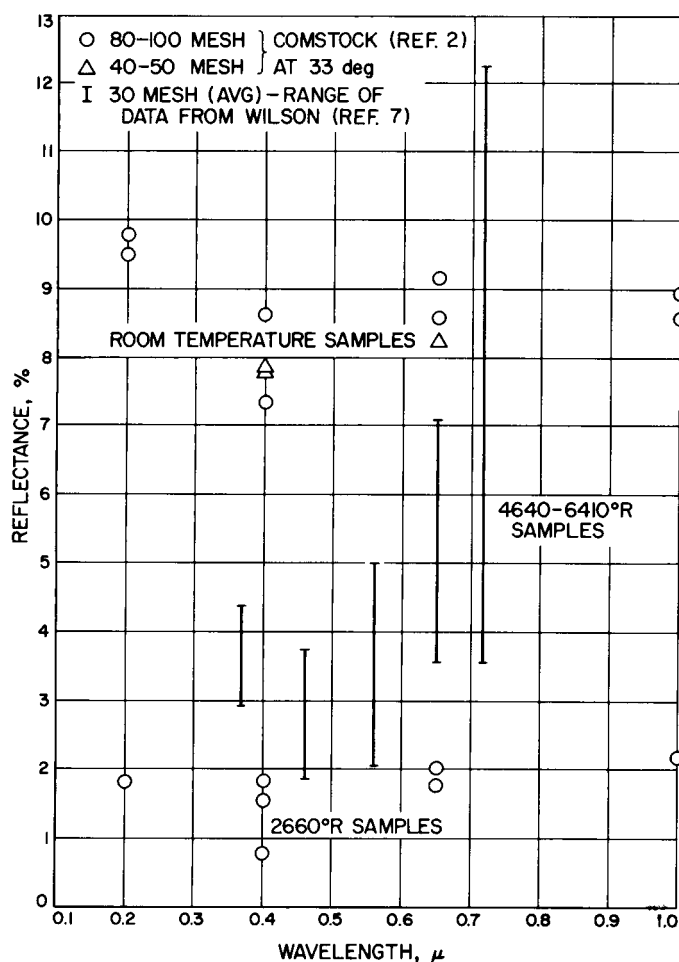 13
12
11
10
9
8
7
6
5
4
3
2
1
0
REFLECTANCE, %
80-100 MESH
40-50 MESH
COMSTOCK (REF. 2)
AT 33 deg
30 MESH (AVG)-RANGE OF
DATA FROM WILSON (REF. 7)
ROOM TEMPERATURE SAMPLES
4640-6410°R
SAMPLES
2660°R SAMPLES
0.1 0.2 0.3 0.4 0.5 0.6 0.7 0.8 0.9 1.0
WAVELENGTH, μ